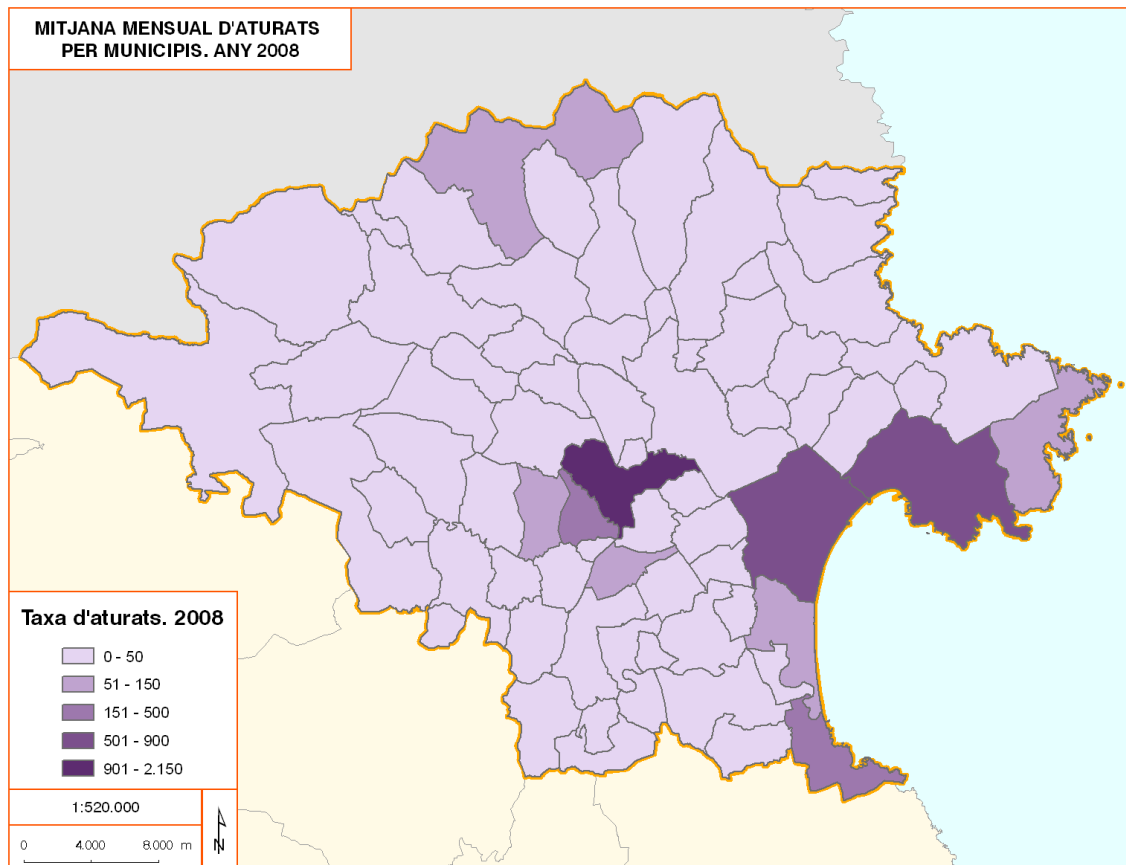 MITJANA MENSUAL D'ATURATS
PER MUNICIPIS. ANY 2008
Taxa d'aturats. 2008
0 - 50
51 - 150
151 - 500
501 - 900
901 - 2.150
1:520.000
0 4.000 8.000 m
N